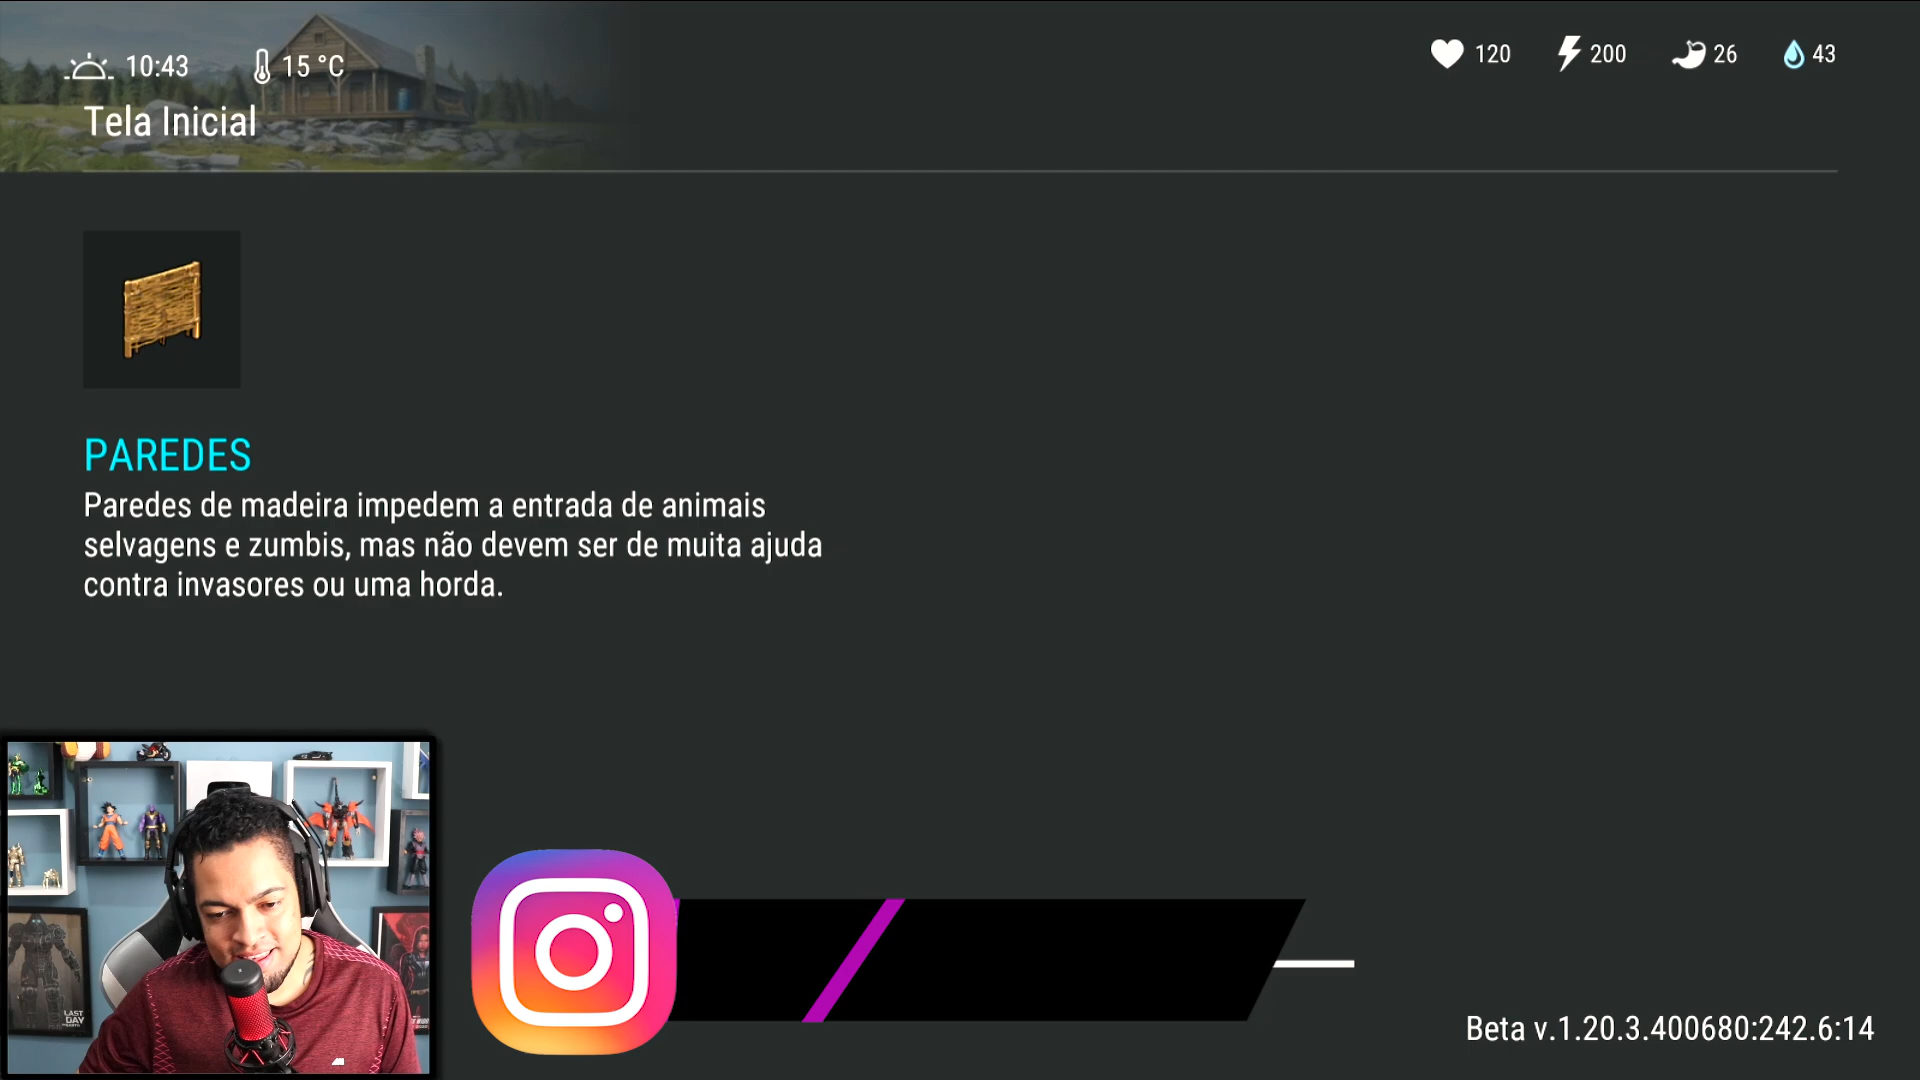 10:43
15 °C
120
200
26
43
Tela Inicial
PAREDES
Paredes de madeira impedem a entrada de animais
selvagens e zumbis, mas não devem ser de muita ajuda
contra invasores ou uma horda.
LAST
DAY
Beta v.1.20.3.400680:242.6:14